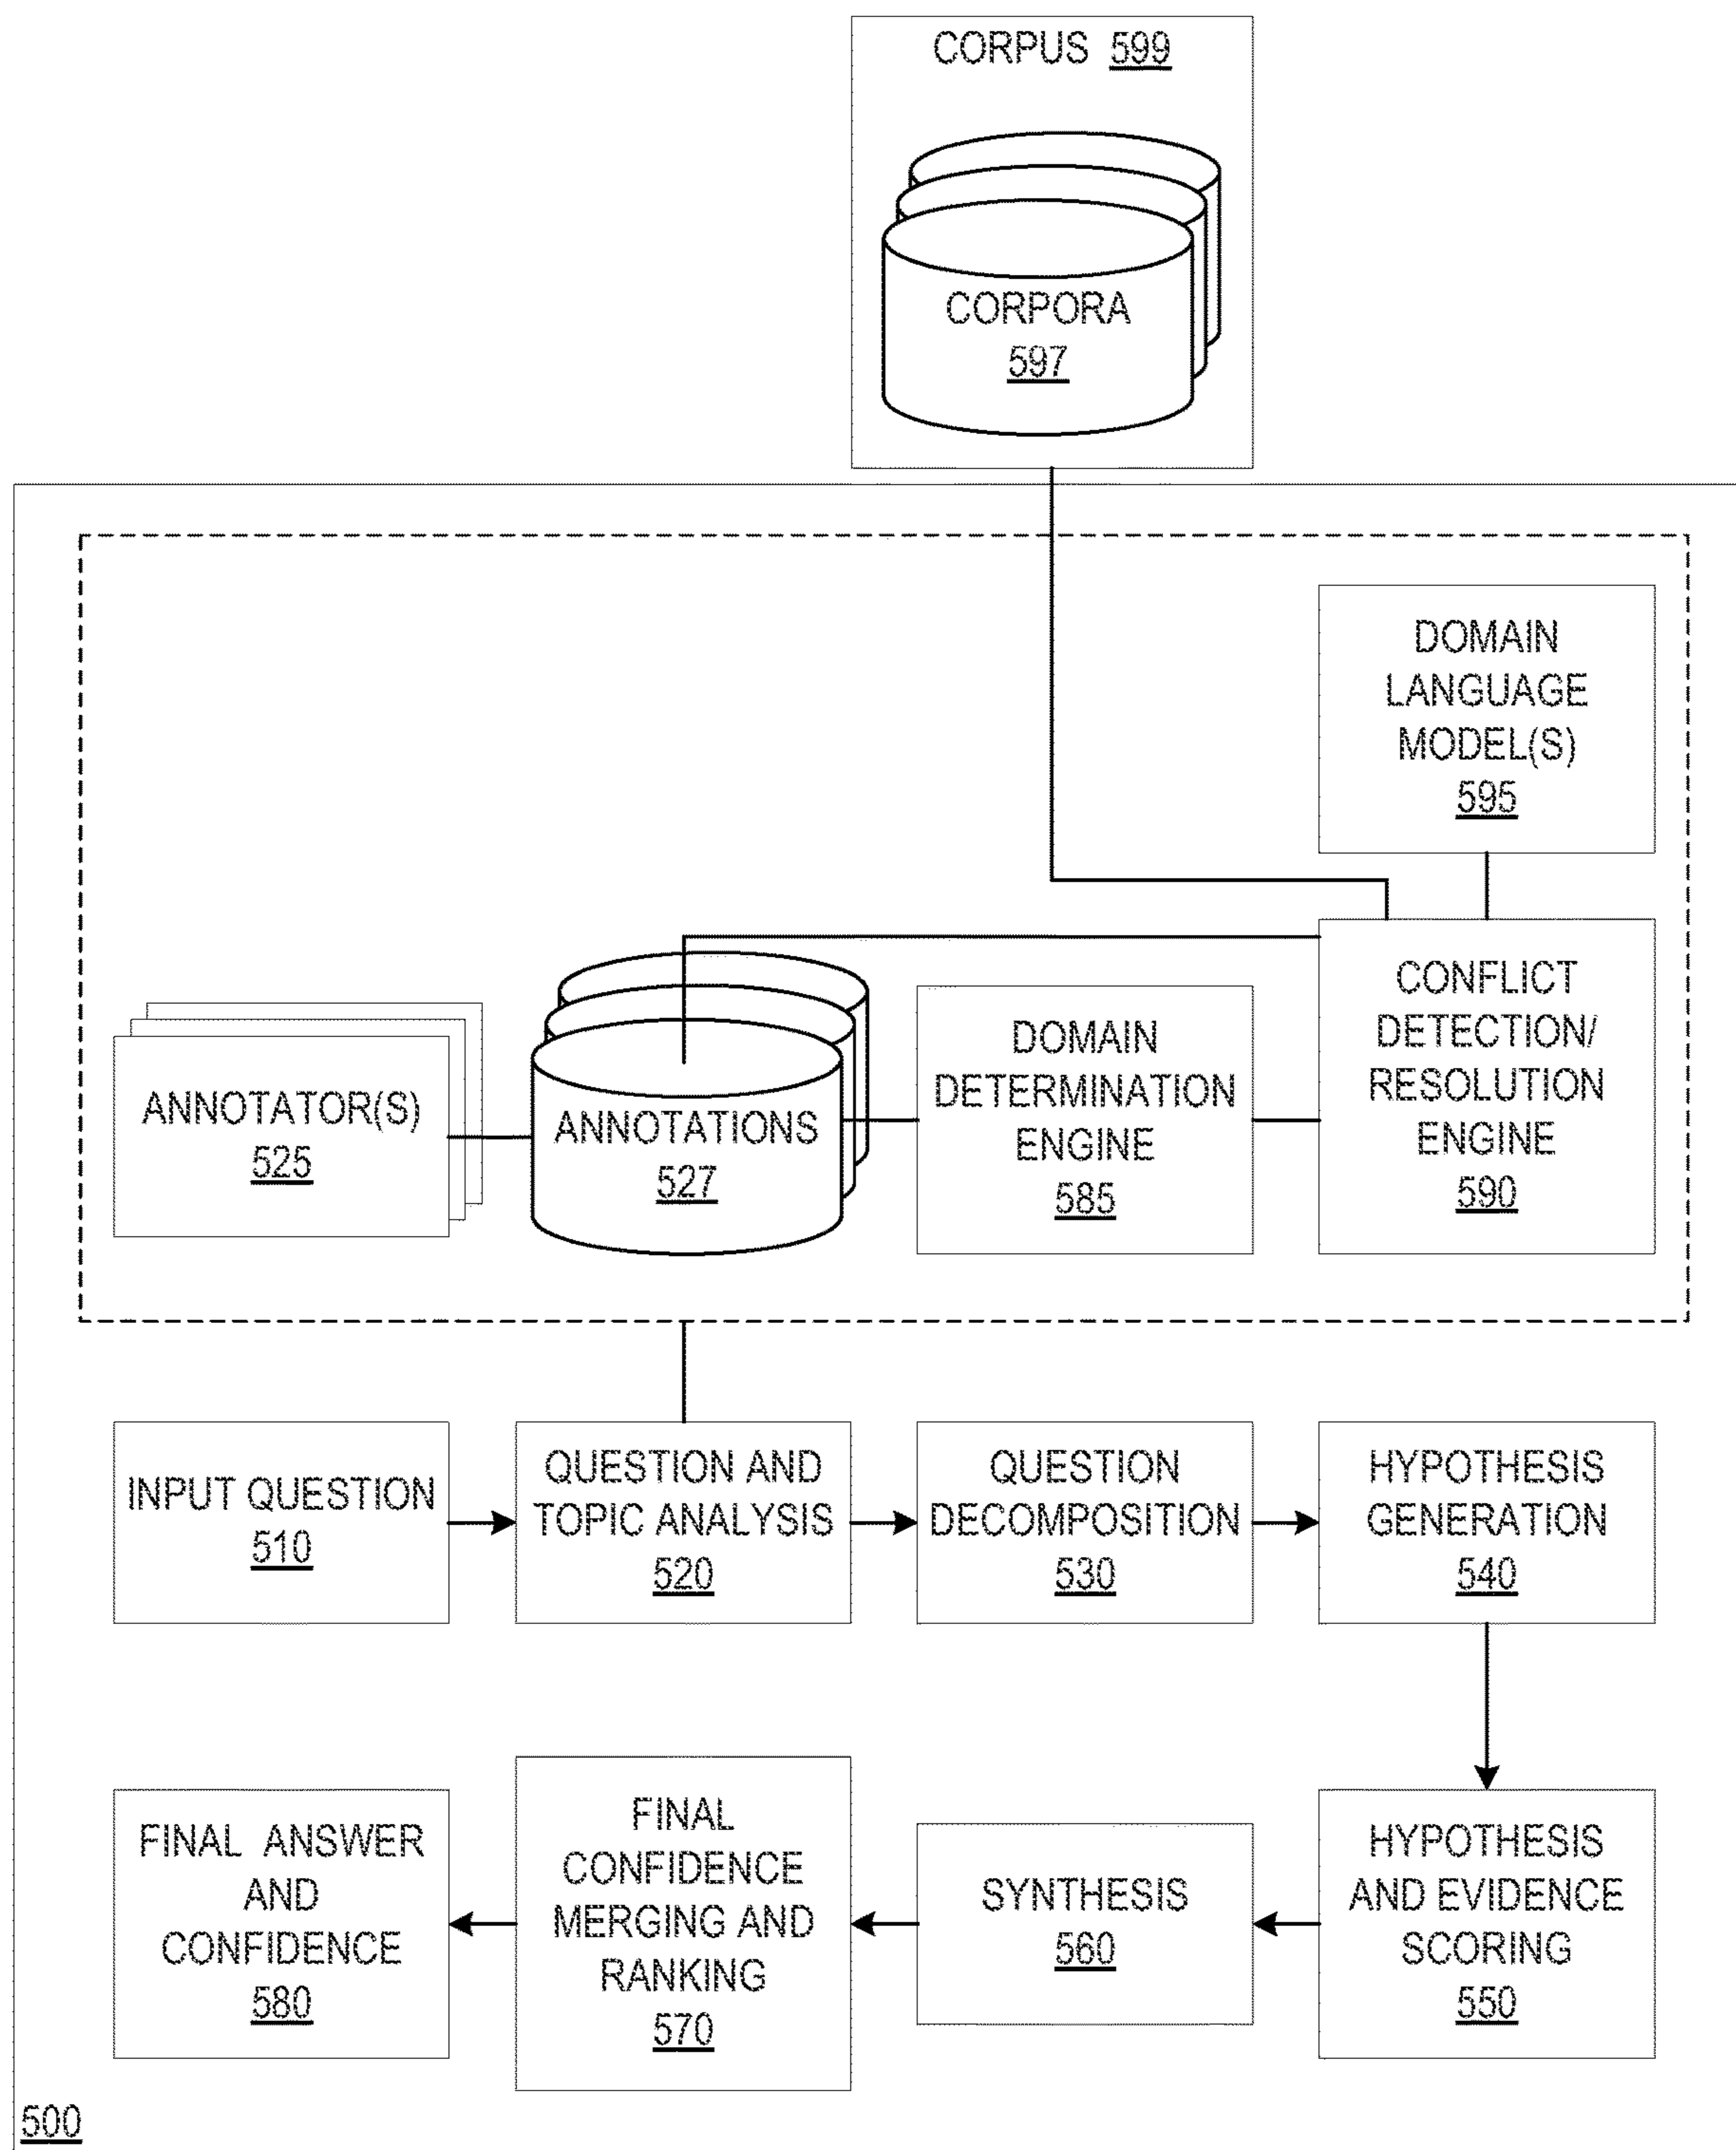 CORPUS 599
CORPORA
597
DOMAIN
LANGUAGE
MODEL(S)
595
CONFLICT
DETECTION/
RESOLUTION
ENGINE
590
DOMAIN
DETERMINATION
ENGINE
585
ANNOTATIONS
527
ANNOTATOR(S)
525
INPUT QUESTION
510
QUESTION AND
TOPIC ANALYSIS
520
QUESTION
DECOMPOSITION
530
HYPOTHESIS
GENERATION
540
HYPOTHESIS
AND EVIDENCE
SCORING
550
SYNTHESIS
560
FINAL
CONFIDENCE
MERGING AND
RANKING
570
FINAL ANSWER
AND
CONFIDENCE
580
500